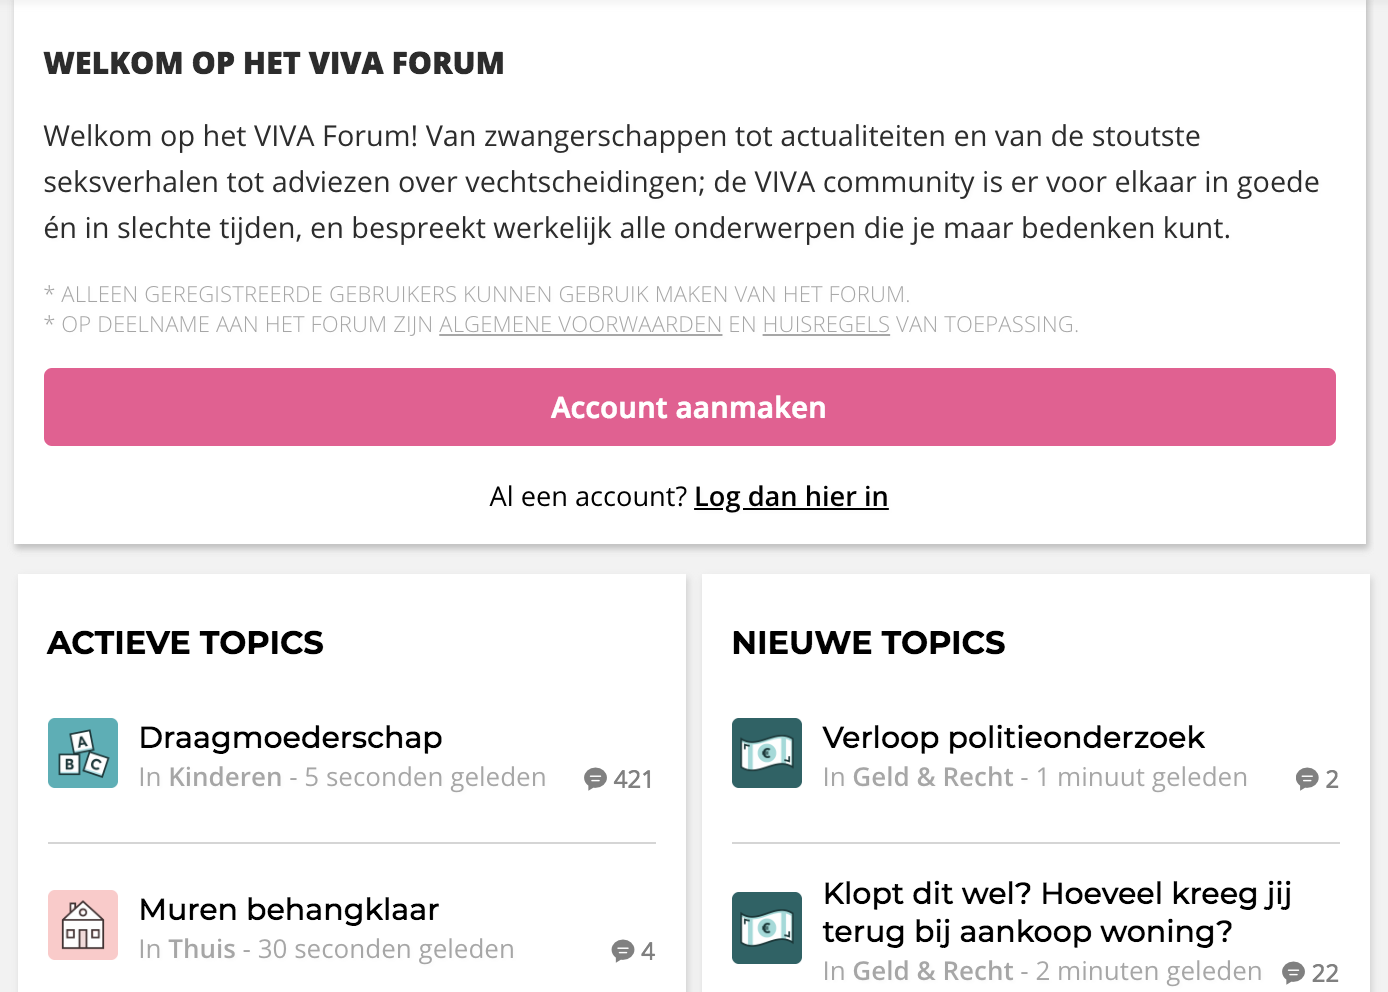 WELKOM OP HET VIVA FORUM
Welkom op het VIVA Forum! Van zwangerschappen tot actualiteiten en van de stoutste
seksverhalen tot adviezen over vechtscheidingen; de VIVA community is er voor elkaar in goede
én in slechte tijden, en bespreekt werkelijk alle onderwerpen die je maar bedenken kunt.
* ALLEEN GEREGISTREERDE GEBRUIKERS KUNNEN GEBRUIK MAKEN VAN HET FORUM.
* OP DEELNAME AAN HET FORUM ZIJN ALGEMENE VOORWAARDEN EN HUISREGELS VAN TOEPASSING.
Account aanmaken
Al een account? Log dan hier in
ACTIEVE TOPICS
A
B C
Draagmoederschap
In Kinderen - 5 seconden geleden 421
Muren behangklaar
In Thuis - 30 seconden geleden 4
NIEUWE TOPICS
€
Verloop politieonderzoek
In Geld & Recht - 1 minuut geleden 2
€
Klopt dit wel? Hoeveel kreeg jij
terug bij aankoop woning?
In Geld & Recht - 2 minuten geleden 22